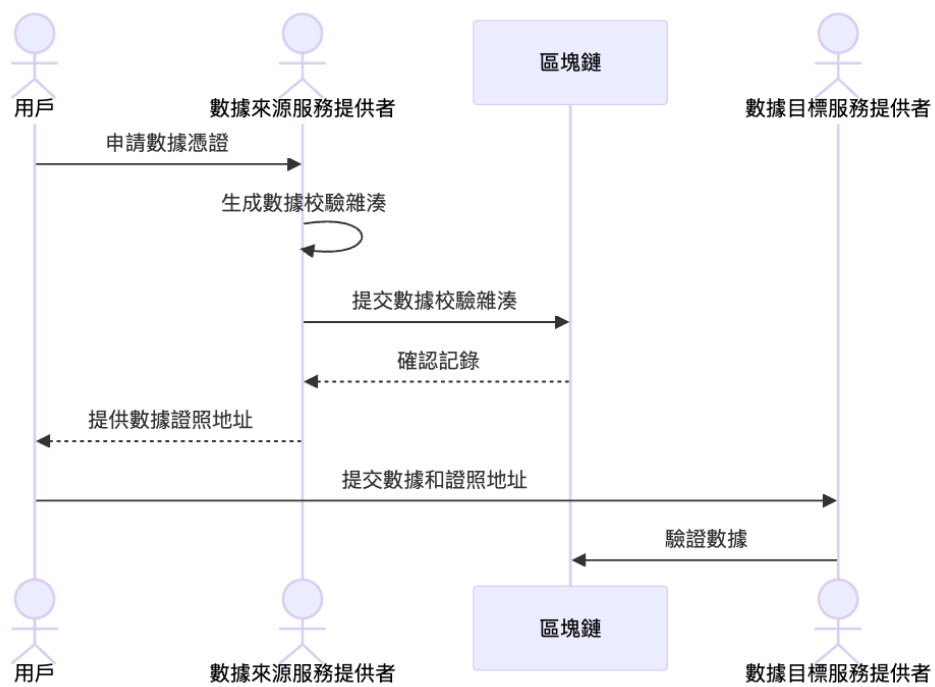 用戶
數據來源服務提供者
區塊鏈
數據目標服務提供者
申請數據憑證
生成數據校驗雜湊
提交數據校驗雜湊
確認記錄
提供數據證照地址
提交數據和證照地址
驗證數據
用戶
數據來源服務提供者
區塊鏈
數據目標服務提供者